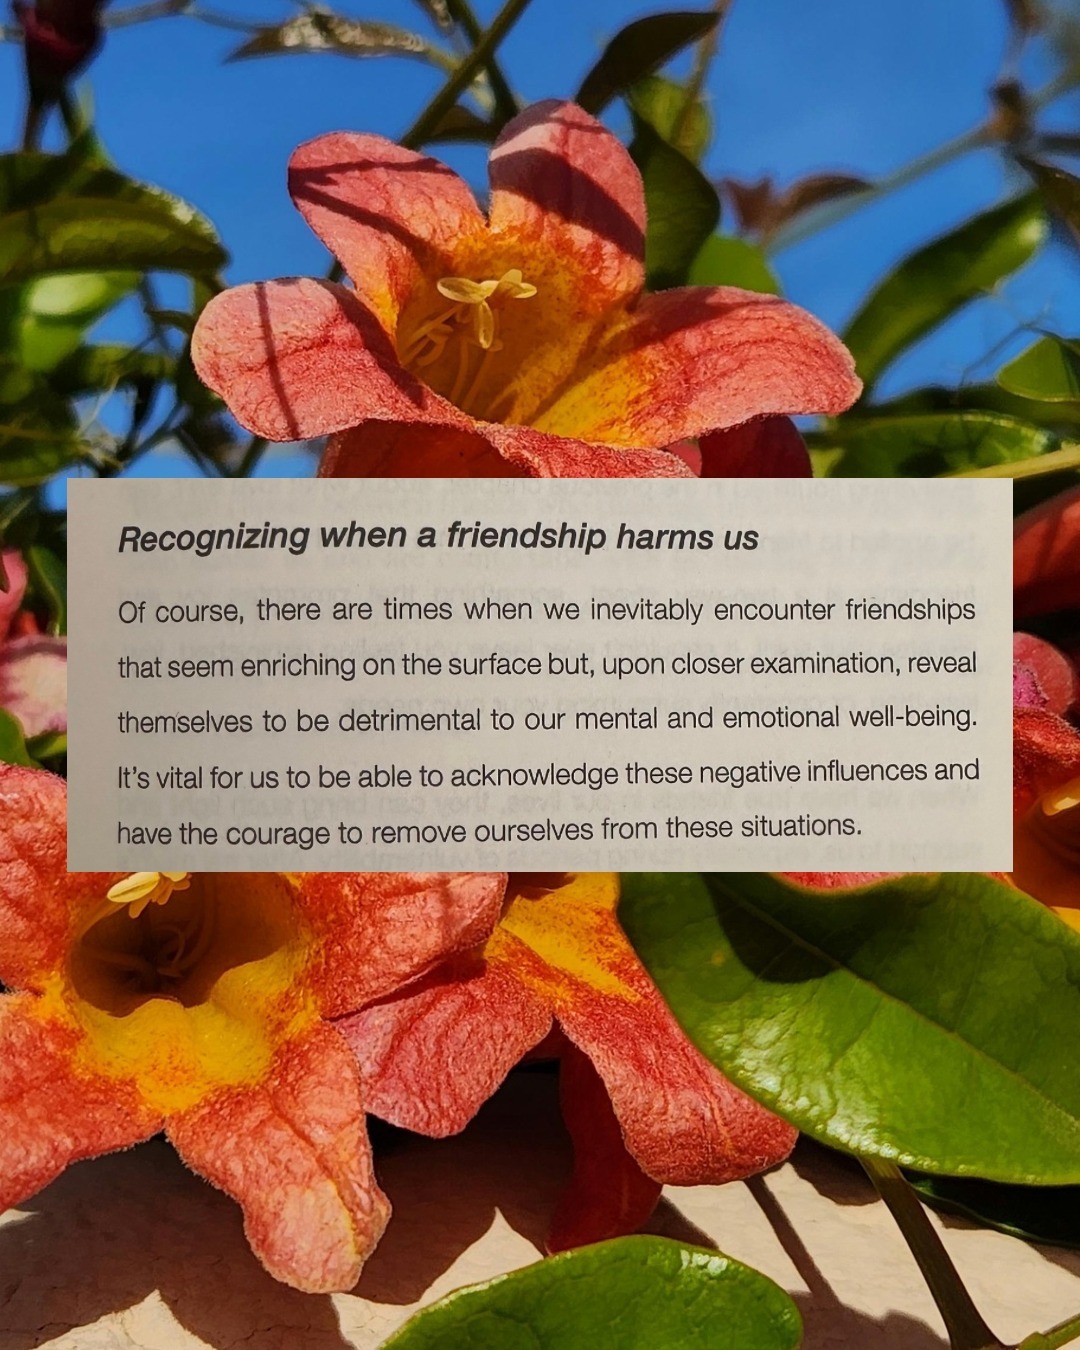 Recognizing when a friendship harms us
Of course, there are times when we inevitably encounter friendships
that seem enriching on the surface but, upon closer examination, reveal
themselves to be detrimental to our mental and emotional well-being.
It's vital for us to be able to acknowledge these negative influences and
have the courage to remove ourselves from these situations.